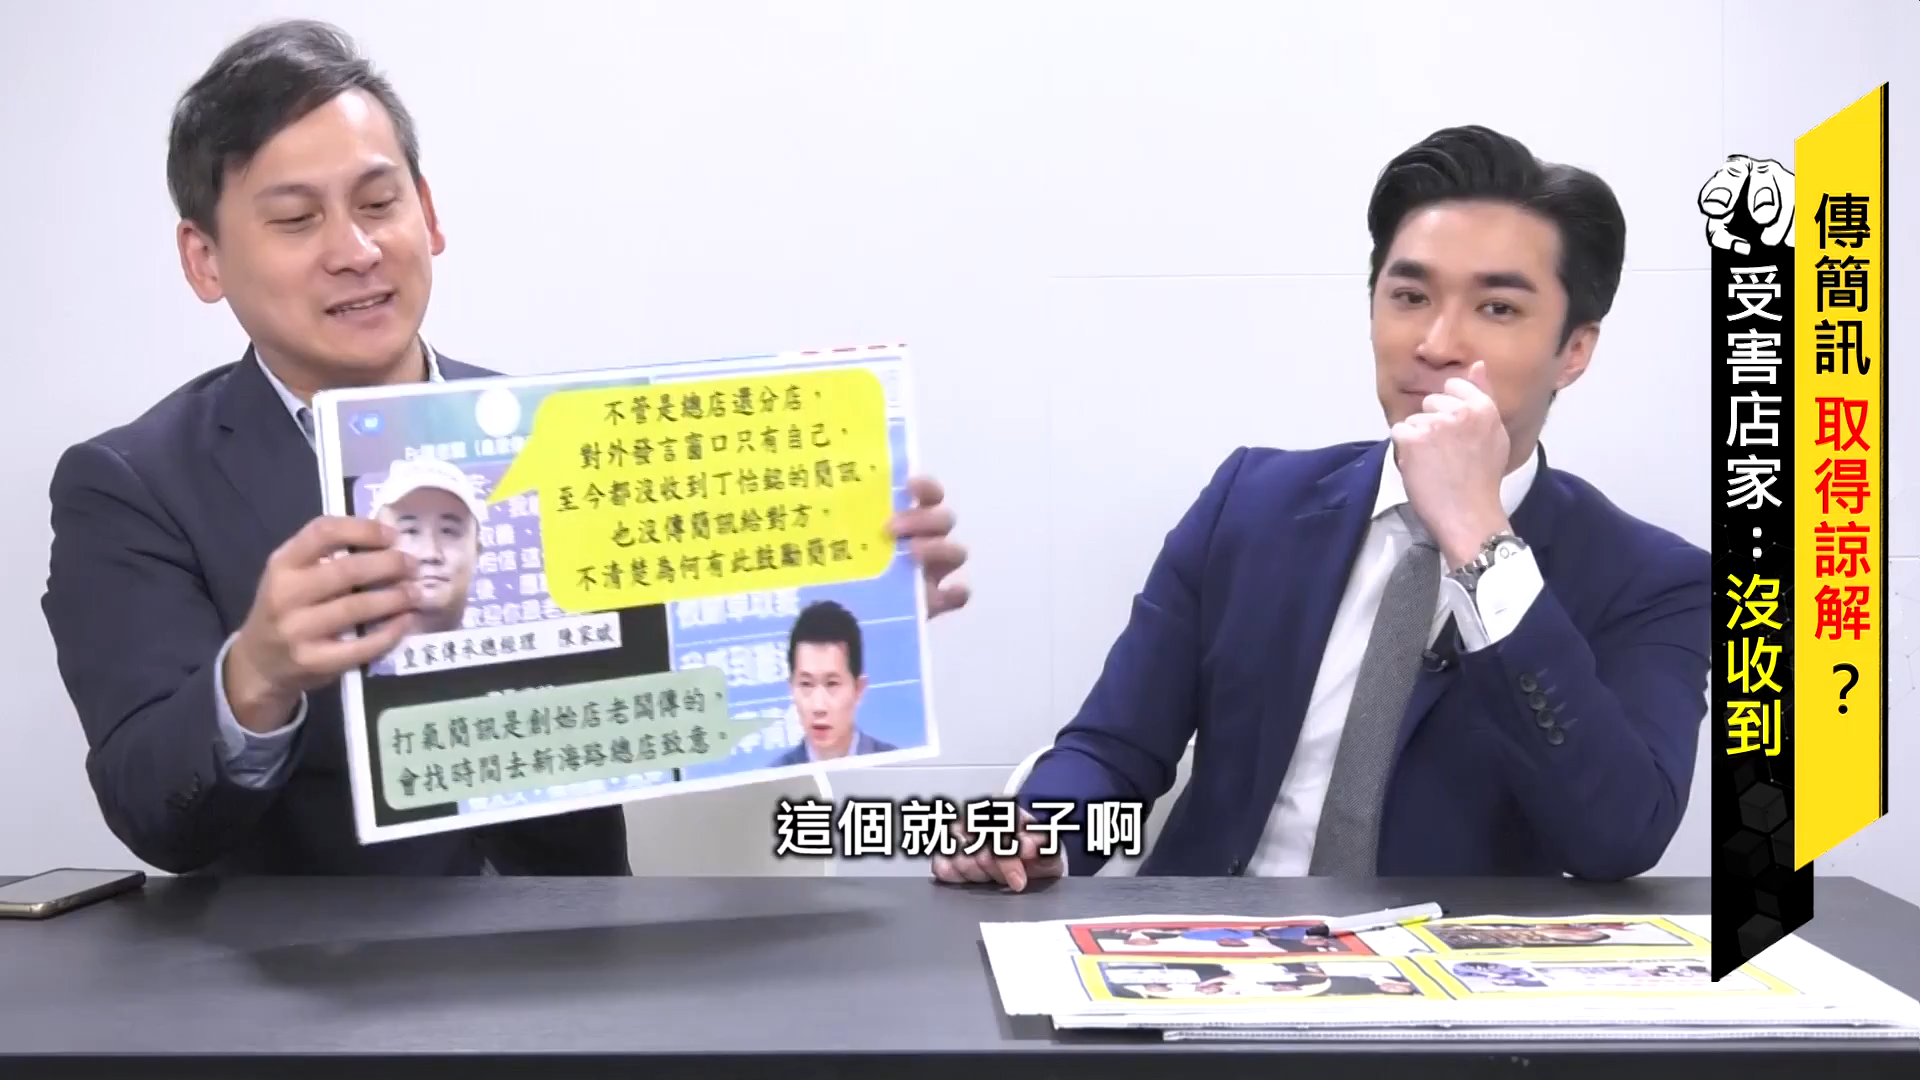 不管是總店還分店，
對外發言窗口只有自己，
至今都沒收到丁怡銘的簡訊，
也沒傳簡訊給對方，
不清楚為何有此鼓勵簡訊。
皇家傳承總經理 陳家斌
打氣簡訊是創始店老闆傳的，
會找時間去新海路總店致意。
傳簡訊 取得諒解？
受害店家：沒收到
這個就兒子啊